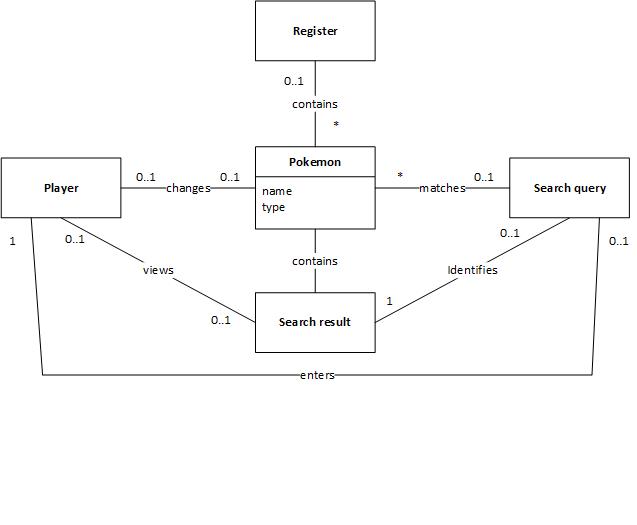 Register
0..1
contains
*
Pokemon
name
type
Player
0..1
changes
0..1
*
matches
0..1
Search query
1
0..1
views
0..1
contains
0..1
Identifies
1
0..1
Search result
enters